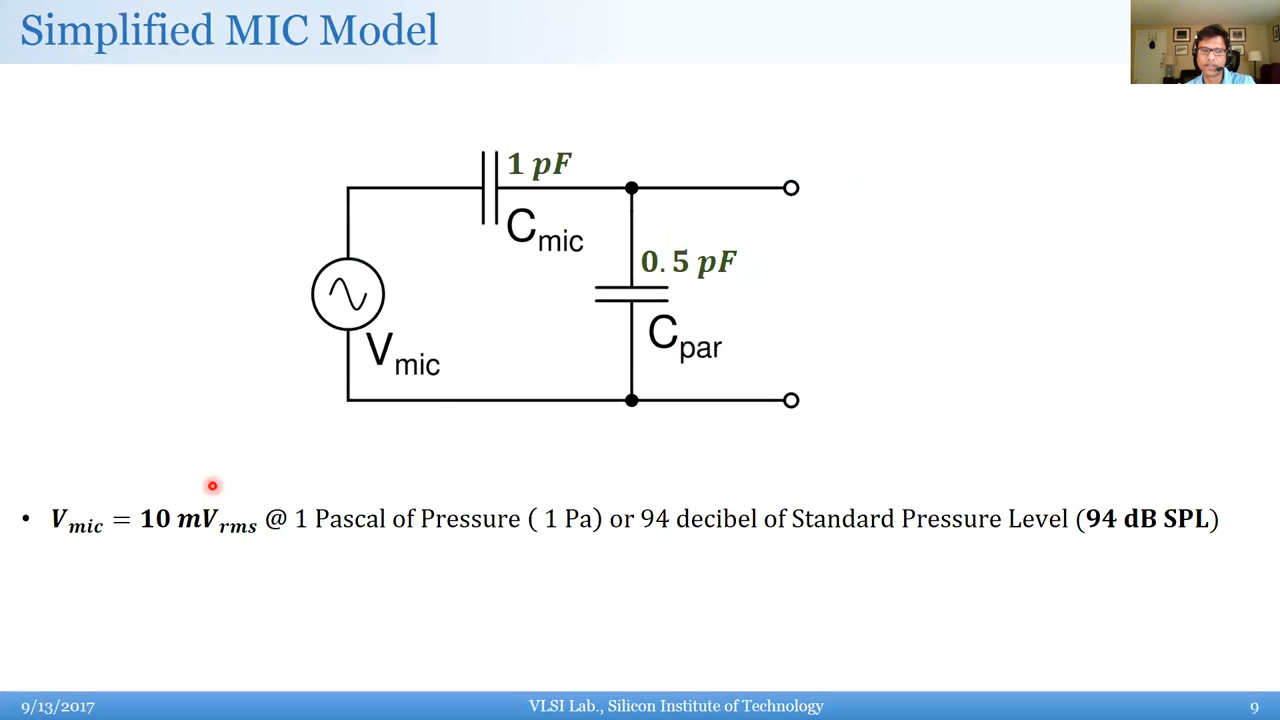 Simplified MIC Model
1 pF
C_mic
0.5 pF
C_par
V_mic
• V_mic = 10 mV_rms @ 1 Pascal of Pressure ( 1 Pa) or 94 decibel of Standard Pressure Level (94 dB SPL)
9/13/2017 VLSI Lab., Silicon Institute of Technology 9